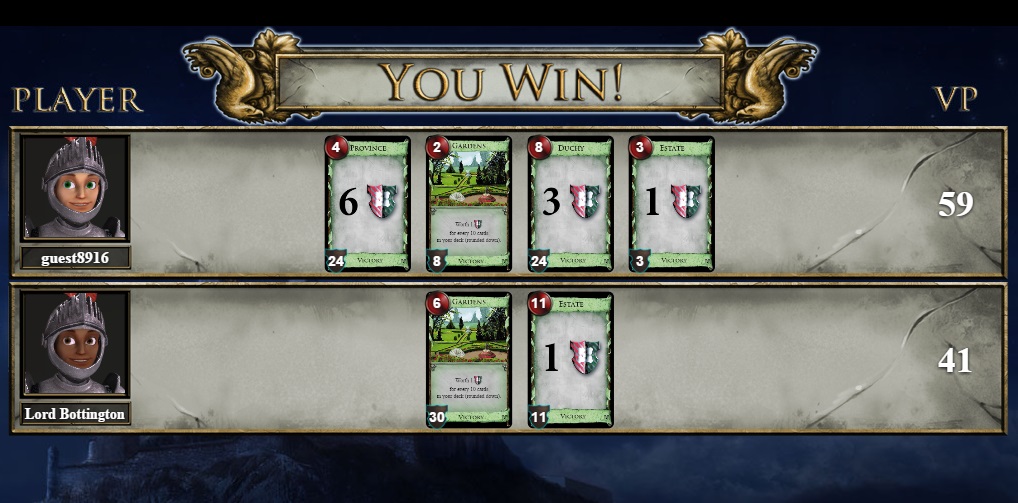 YOU WIN!
PLAYER
VP
4 PROVINCE
6
24 VICTORY
2 GARDENS
Worth 1
for every 10 cards
in your deck (rounded down).
8 VICTORY
8 DUCHY
3
24 VICTORY
3 ESTATE
1
3 VICTORY
59
guest8916
6 GARDENS
Worth 1
for every 10 cards
in your deck (rounded down).
30 VICTORY
11 ESTATE
1
11 VICTORY
41
Lord Bottington